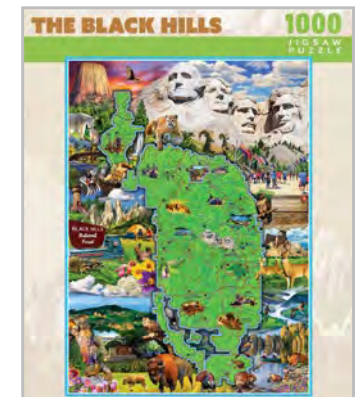 THE BLACK HILLS
1000
JIGSAW
PUZZLE
BLACK HILLS
National
Forest